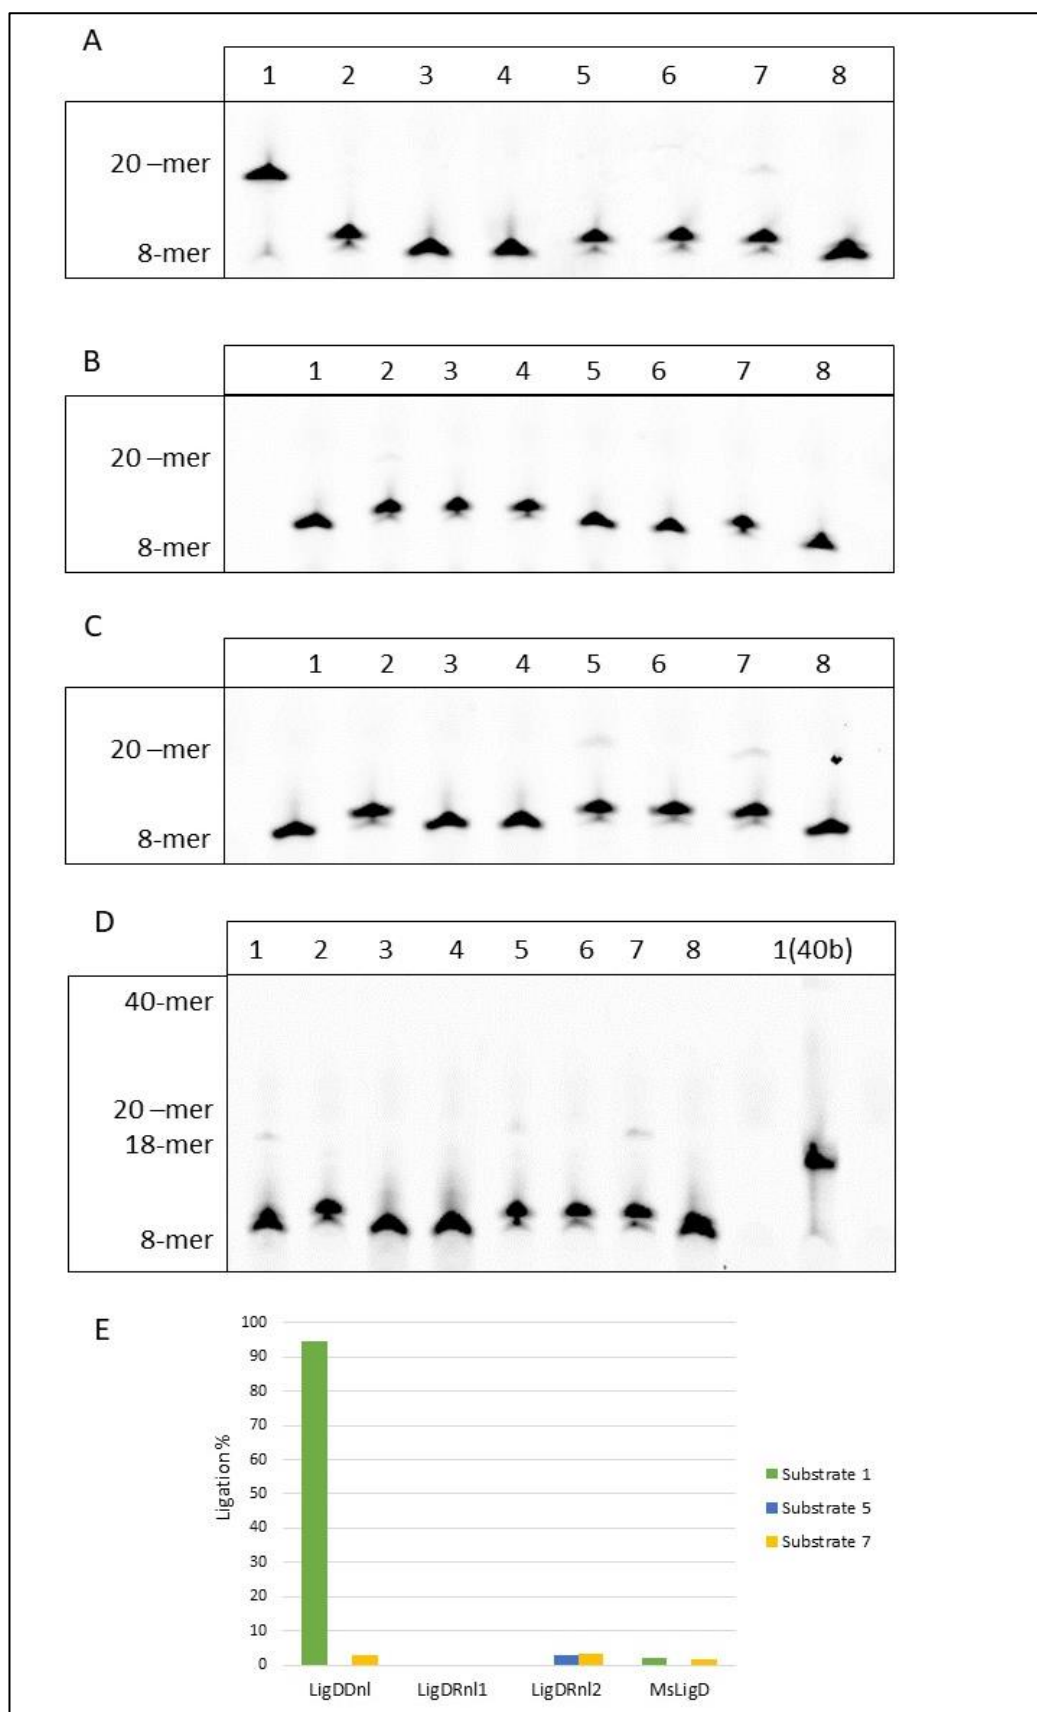 A
1 2 3 4 5 6 7 8
20 –mer
8-mer
B
1 2 3 4 5 6 7 8
20 –mer
8-mer
C
1 2 3 4 5 6 7 8
20 –mer
8-mer
D
1 2 3 4 5 6 7 8 1(40b)
40-mer
20 –mer
18-mer
8-mer
E
100
90
80
70
60
50
40
30
20
10
0
Ligation %
LigDDnl LigDRnl1 LigDRnl2 MsLigD
Substrate 1
Substrate 5
Substrate 7